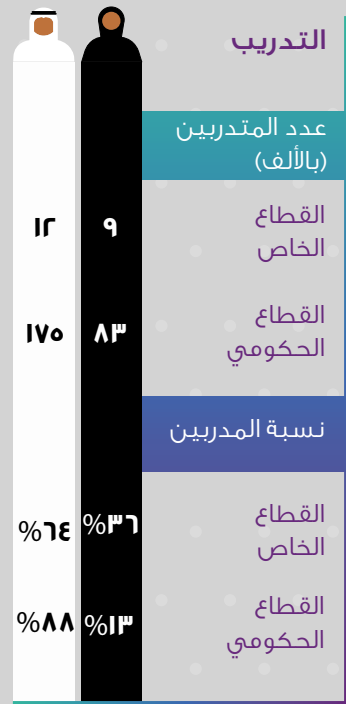 التدريب
عدد المتدربين
(بالألف)
القطاع
الخاص
٩
١٢
القطاع
الحكومي
٨٣
١٧٥
نسبة المدربين
القطاع
الخاص
%٣٦
%٦٤
القطاع
الحكومي
%١٣
%٨٨